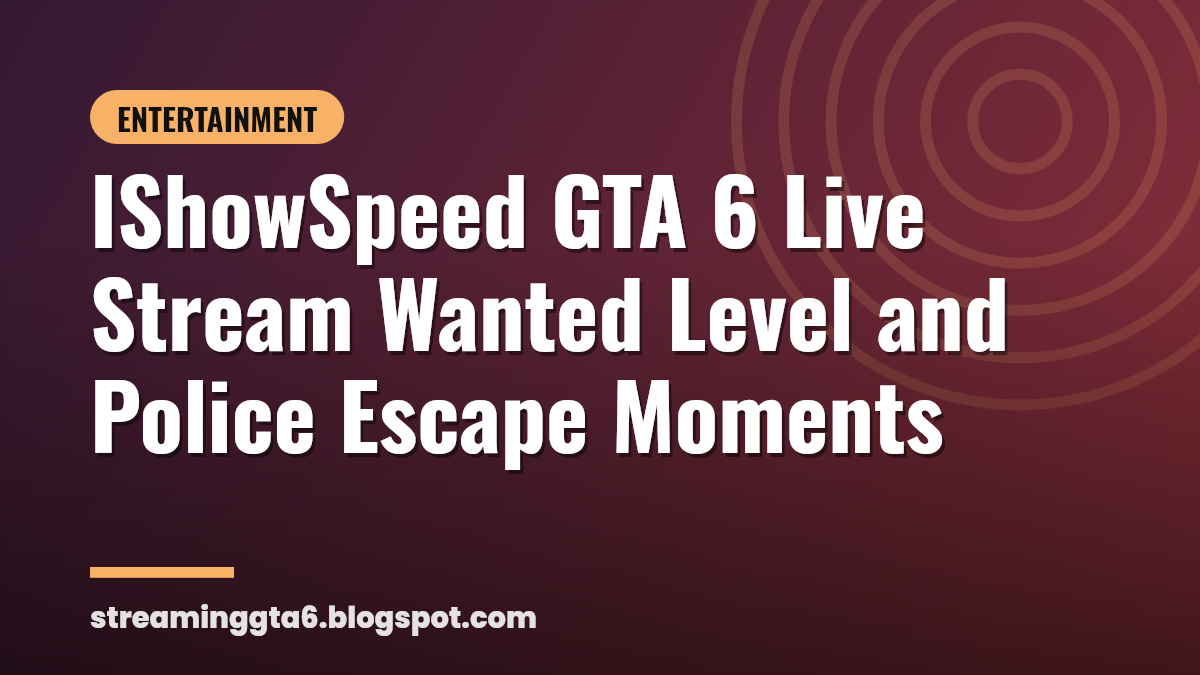 ENTERTAINMENT
IShowSpeed GTA 6 Live
Stream Wanted Level and
Police Escape Moments
streaminggta6.blogspot.com